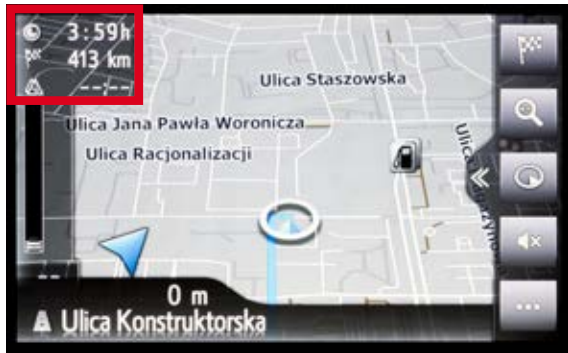 3:59h
413 km
--:--
Ulica Staszowska
Ulica Jana Pawła Woronicza
Ulica Racjonalizacji
--
0 m
Ulica Konstruktorska